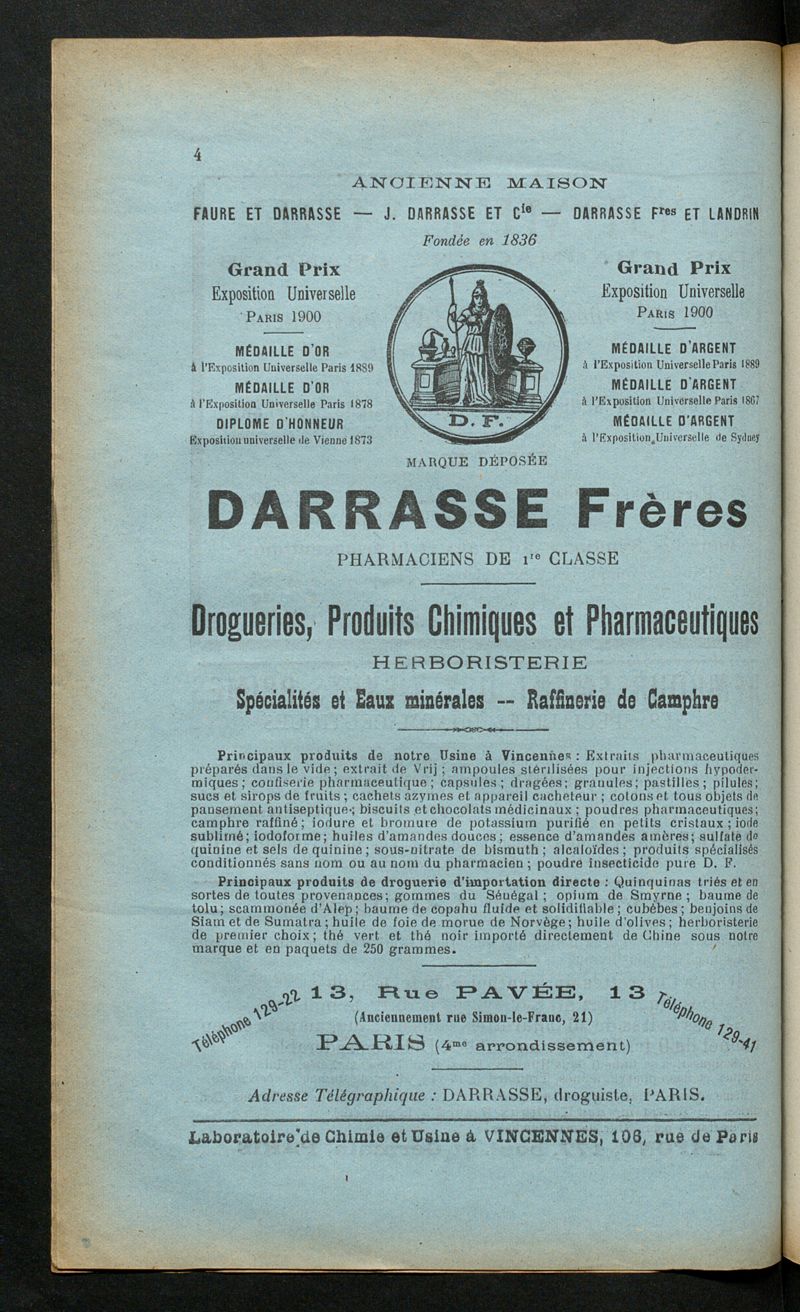 4
ANCIENNE MAISON
FAURE ET DARRASSE — J. DARRASSE ET Cie — DARRASSE Fres ET LANDRIN
Fondée en 1836
Grand Prix
Exposition Universelle
PARIS 1900
MÉDAILLE D'OR
à l'Exposition Universelle Paris 1889
MÉDAILLE D'OR
à l'Exposition Universelle Paris 1878
DIPLOME D'HONNEUR
Exposition universelle de Vienne 1873
D. F.
MARQUE DÉPOSÉE
Grand Prix
Exposition Universelle
PARIS 1900
MÉDAILLE D'ARGENT
à l'Exposition Universelle Paris 1889
MÉDAILLE D'ARGENT
à l'Exposition Universelle Paris 1867
MÉDAILLE D'ARGENT
à l'Exposition Universelle de Sydney
DARRASSE Frères
PHARMACIENS DE 1re CLASSE
Drogueries, Produits Chimiques et Pharmaceutiques
HERBORISTERIE
Spécialités et Eaux minérales -- Raffinerie de Camphre
Principaux produits de notre Usine à Vincennes : Extraits pharmaceutiques
préparés dans le vide ; extrait de Vrij ; ampoules stérilisées pour injections hypoder-
miques ; confiserie pharmaceutique ; capsules ; dragées ; granules ; pastilles ; pilules ;
sucs et sirops de fruits ; cachets azymes et appareil cacheteur ; cotons et tous objets de
pansement antiseptique ; biscuits et chocolats médicinaux ; poudres pharmaceutiques ;
camphre raffiné ; iodure et bromure de potassium purifié en petits cristaux ; iode
sublimé ; iodoforme ; huiles d'amandes douces ; essence d'amandes amères ; sulfate de
quinine et sels de quinine ; sous-nitrate de bismuth ; alcaloïdes ; produits spécialisés
conditionnés sans nom ou au nom du pharmacien ; poudre insecticide pure D. F.
Principaux produits de droguerie d'importation directe : Quinquinas triés et en
sortes de toutes provenances ; gommes du Sénégal ; opium de Smyrne ; baume de
tolu ; scammonée d'Alep ; baume de copahu fluide et solidifiable ; cubèbes ; benjoins de
Siam et de Sumatra ; huile de foie de morue de Norvège ; huile d'olives ; herboristerie
de premier choix ; thé vert et thé noir importé directement de Chine sous notre
marque et en paquets de 250 grammes.
Téléphone 129-22
13, Rue PAVÉE, 13
(Anciennement rue Simon-le-Franc, 21)
PARIS (4me arrondissement)
Téléphone 129-41
Adresse Télégraphique : DARRASSE, droguiste, PARIS.
Laboratoire de Chimie et Usine à VINCENNES, 106, rue de Paris
1